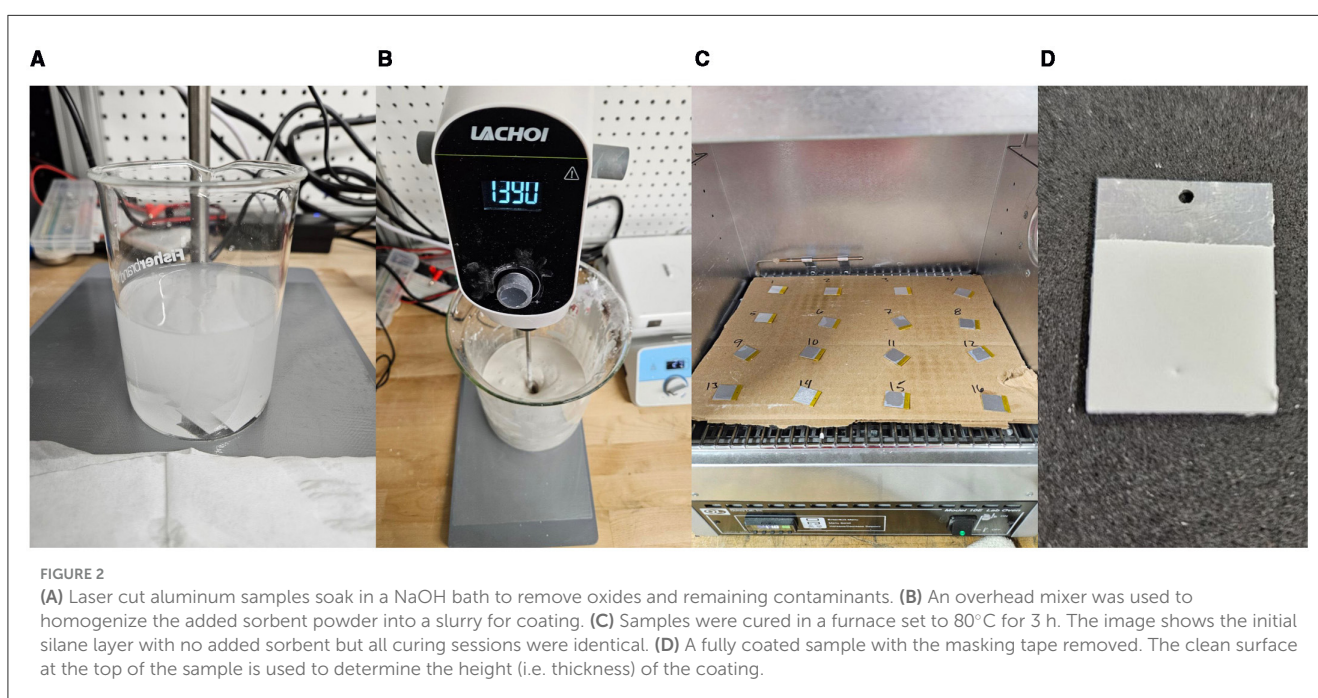 A
B
C
D
Fisherbrand
LACHOI
1390
6
7
8
9
10
11
12
13
14
15
16
FIGURE 2
(A) Laser cut aluminum samples soak in a NaOH bath to remove oxides and remaining contaminants. (B) An overhead mixer was used to
homogenize the added sorbent powder into a slurry for coating. (C) Samples were cured in a furnace set to 80°C for 3 h. The image shows the initial
silane layer with no added sorbent but all curing sessions were identical. (D) A fully coated sample with the masking tape removed. The clean surface
at the top of the sample is used to determine the height (i.e. thickness) of the coating.